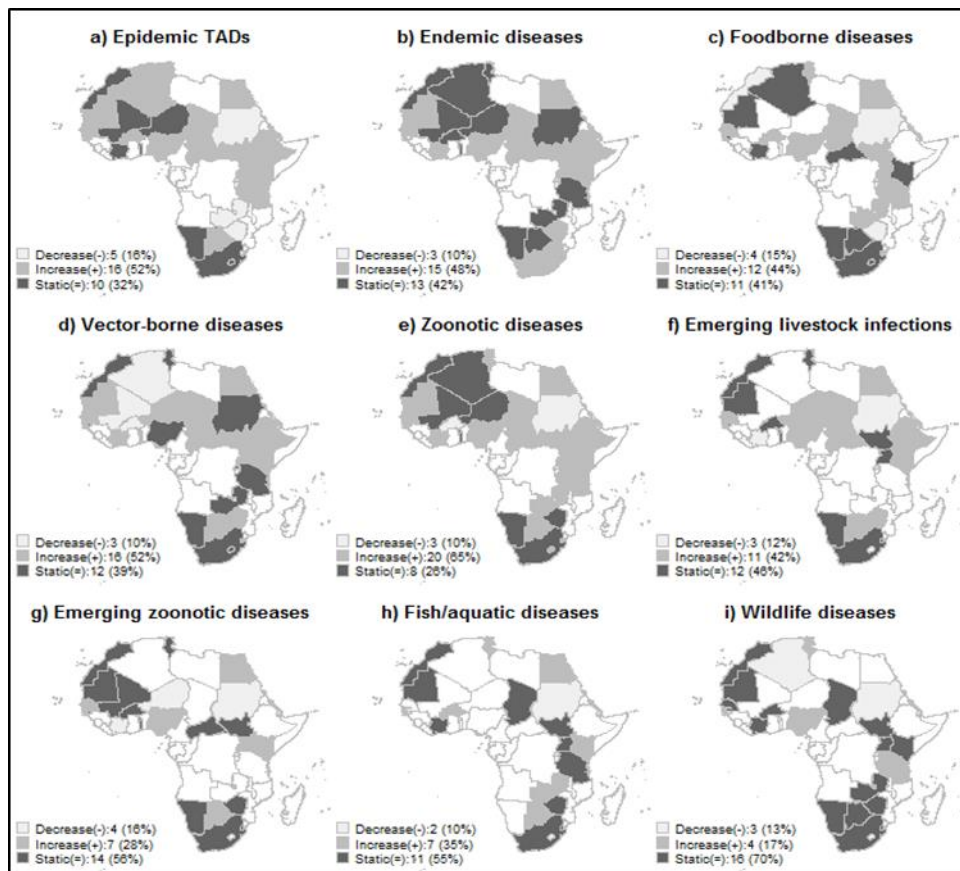 a) Epidemic TADs
b) Endemic diseases
c) Foodborne diseases
Decrease(-):5 (16%)
Increase(+):16 (52%)
Static(=):10 (32%)
Decrease(-):3 (10%)
Increase(+):15 (48%)
Static(=):13 (42%)
Decrease(-):4 (15%)
Increase(+):12 (44%)
Static(=):11 (41%)
d) Vector-borne diseases
e) Zoonotic diseases
f) Emerging livestock infections
Decrease(-):3 (10%)
Increase(+):16 (52%)
Static(=):12 (39%)
Decrease(-):3 (10%)
Increase(+):20 (65%)
Static(=):8 (26%)
Decrease(-):3 (12%)
Increase(+):11 (42%)
Static(=):12 (46%)
g) Emerging zoonotic diseases
h) Fish/aquatic diseases
i) Wildlife diseases
Decrease(-):4 (16%)
Increase(+):7 (28%)
Static(=):14 (56%)
Decrease(-):2 (10%)
Increase(+):7 (35%)
Static(=):11 (55%)
Decrease(-):3 (13%)
Increase(+):4 (17%)
Static(=):16 (70%)